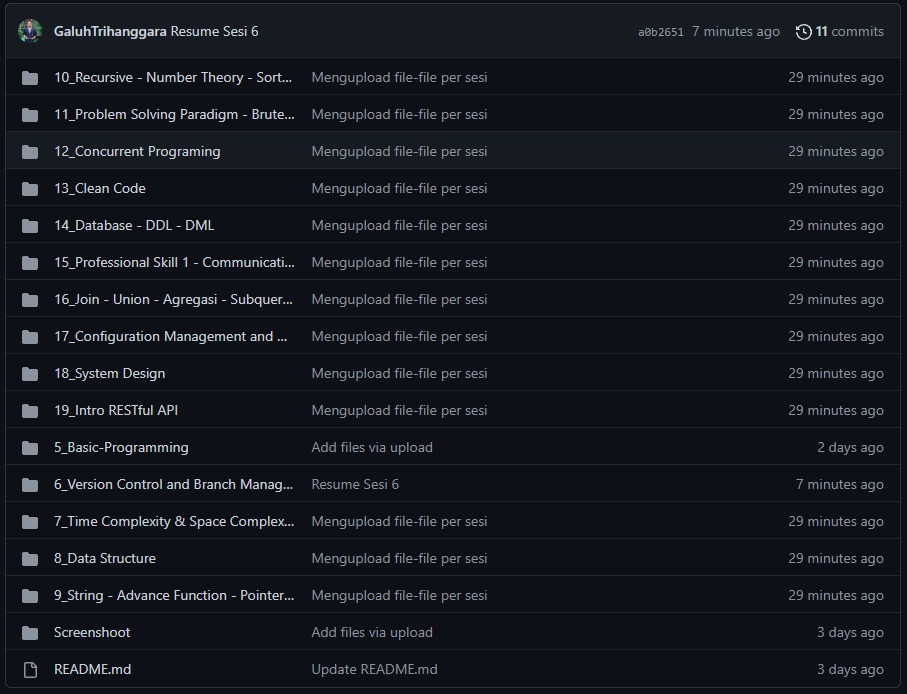 GaluhTrihanggara Resume Sesi 6 a0b2651 7 minutes ago 11 commits
10_Recursive - Number Theory - Sort... Mengupload file-file per sesi 29 minutes ago
11_Problem Solving Paradigm - Brute... Mengupload file-file per sesi 29 minutes ago
12_Concurrent Programing Mengupload file-file per sesi 29 minutes ago
13_Clean Code Mengupload file-file per sesi 29 minutes ago
14_Database - DDL - DML Mengupload file-file per sesi 29 minutes ago
15_Professional Skill 1 - Communicati... Mengupload file-file per sesi 29 minutes ago
16_Join - Union - Agregasi - Subquer... Mengupload file-file per sesi 29 minutes ago
17_Configuration Management and ... Mengupload file-file per sesi 29 minutes ago
18_System Design Mengupload file-file per sesi 29 minutes ago
19_Intro RESTful API Mengupload file-file per sesi 29 minutes ago
5_Basic-Programming Add files via upload 2 days ago
6_Version Control and Branch Manag... Resume Sesi 6 7 minutes ago
7_Time Complexity & Space Complex... Mengupload file-file per sesi 29 minutes ago
8_Data Structure Mengupload file-file per sesi 29 minutes ago
9_String - Advance Function - Pointer... Mengupload file-file per sesi 29 minutes ago
Screenshoot Add files via upload 3 days ago
README.md Update README.md 3 days ago